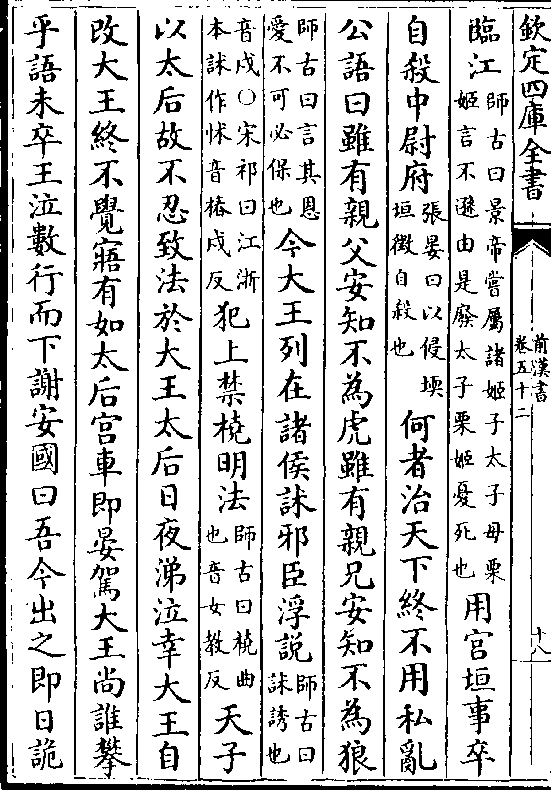 欽定四庫全書
前漢書
卷五十二
十八
臨江師古曰景帝嘗屬諸姬子太子母栗姬言不遜由是廢太子栗姬憂死也用宮垣事卒
自殺中尉府張晏曰以侵堧垣徵自殺也何者治天下終不用私亂
公語曰雖有親父安知不為虎雖有親兄安知不為狼
師古曰言其恩愛不可必保也今大王列在諸侯訹邪臣浮說師古曰訹誘也
音戍○宋祁曰江浙本訹作怵音椿戍反犯上禁橈明法師古曰橈曲也音女教反天子
以太后故不忍致法於大王太后日夜涕泣幸大王自
改大王終不覺寤有如太后宮車即晏駕大王尚誰攀
乎語未卒王泣數行而下謝安國曰吾今出之即日詭